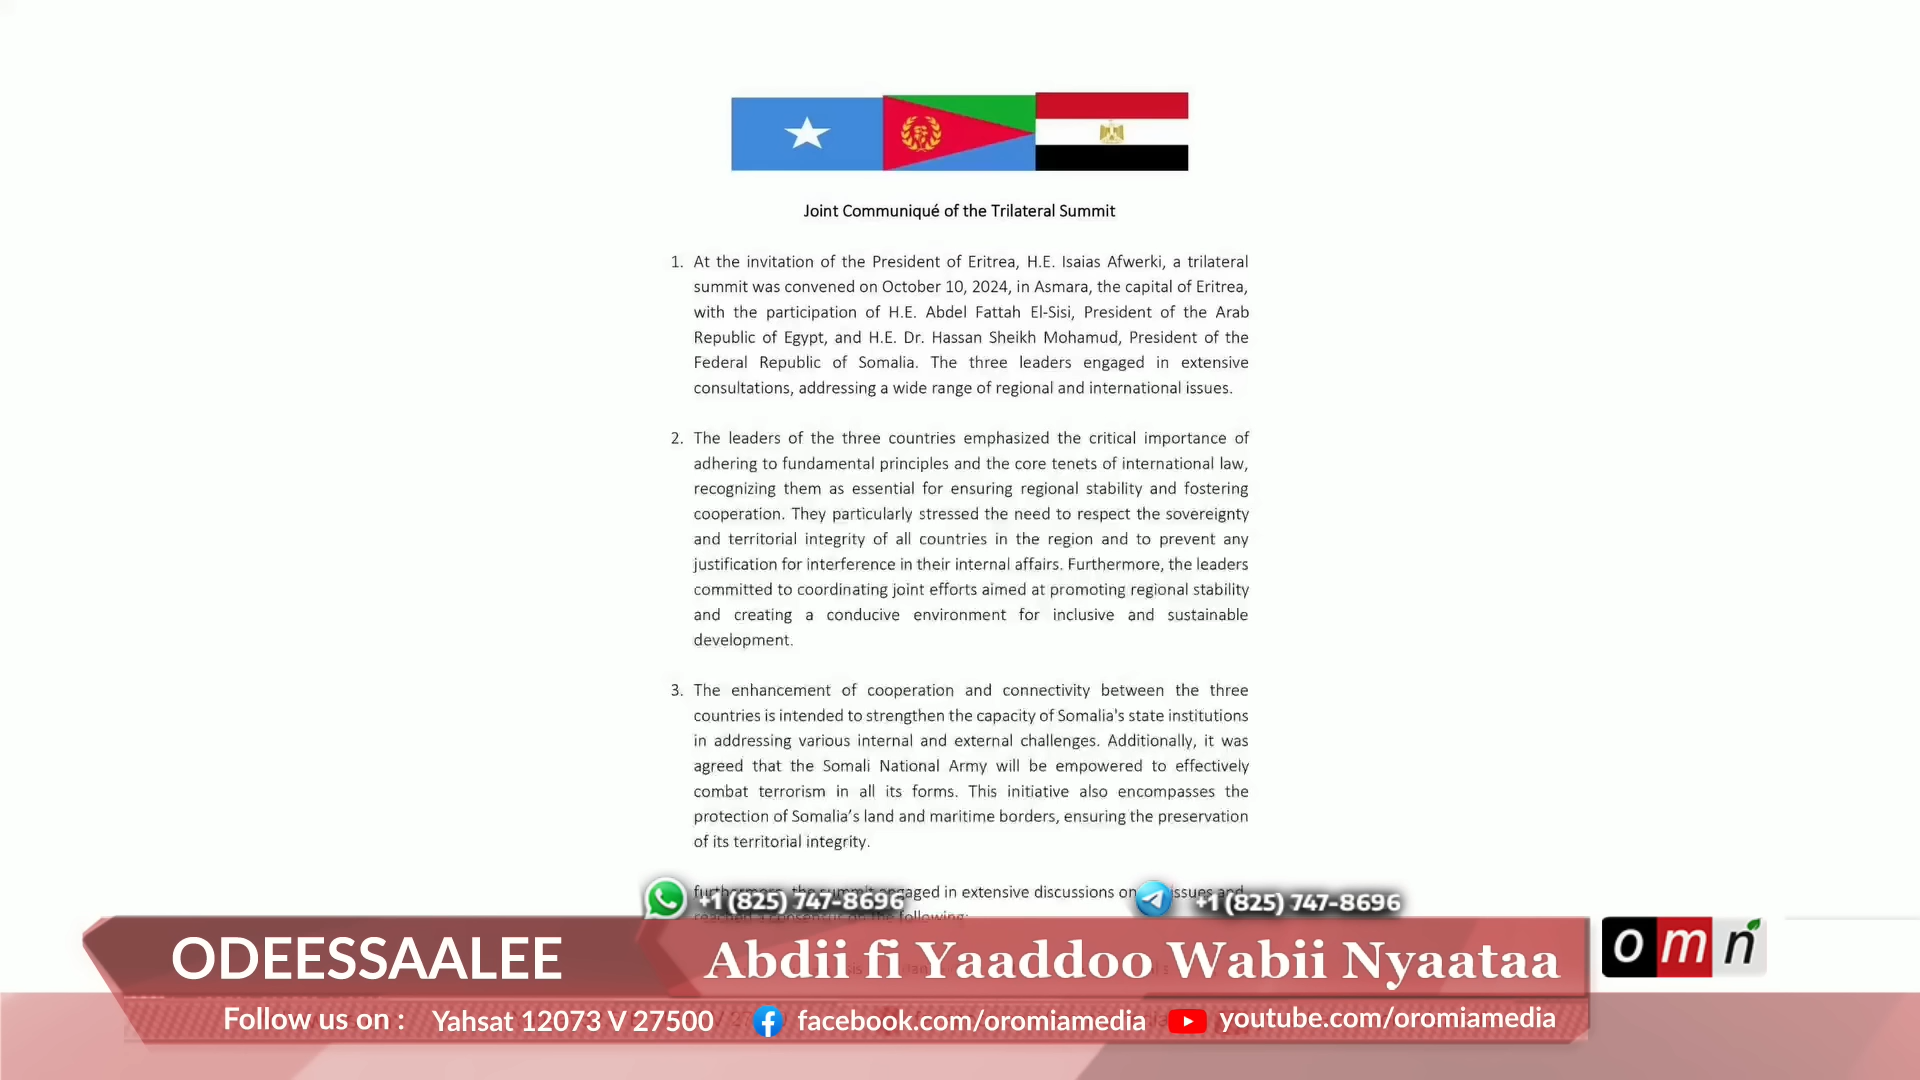 Joint Communiqué of the Trilateral Summit
1. At the invitation of the President of Eritrea, H.E. Isaias Afwerki, a trilateral
summit was convened on October 10, 2024, in Asmara, the capital of Eritrea,
with the participation of H.E. Abdel Fattah El-Sisi, President of the Arab
Republic of Egypt, and H.E. Dr. Hassan Sheikh Mohamud, President of the
Federal Republic of Somalia. The three leaders engaged in extensive
consultations, addressing a wide range of regional and international issues.
2. The leaders of the three countries emphasized the critical importance of
adhering to fundamental principles and the core tenets of international law,
recognizing them as essential for ensuring regional stability and fostering
cooperation. They particularly stressed the need to respect the sovereignty
and territorial integrity of all countries in the region and to prevent any
justification for interference in their internal affairs. Furthermore, the leaders
committed to coordinating joint efforts aimed at promoting regional stability
and creating a conducive environment for inclusive and sustainable
development.
3. The enhancement of cooperation and connectivity between the three
countries is intended to strengthen the capacity of Somalia's state institutions
in addressing various internal and external challenges. Additionally, it was
agreed that the Somali National Army will be empowered to effectively
combat terrorism in all its forms. This initiative also encompasses the
protection of Somalia’s land and maritime borders, ensuring the preservation
of its territorial integrity.
furthermore, the summit engaged in extensive discussions on issues and
+1 (825) 747-8696
+1 (825) 747-8696
following:
ODEESSAALEE
Abdii fi Yaaddoo Wabii Nyaataa
omn
Follow us on : Yahsat 12073 V 27500 facebook.com/oromiamedia youtube.com/oromiamedia